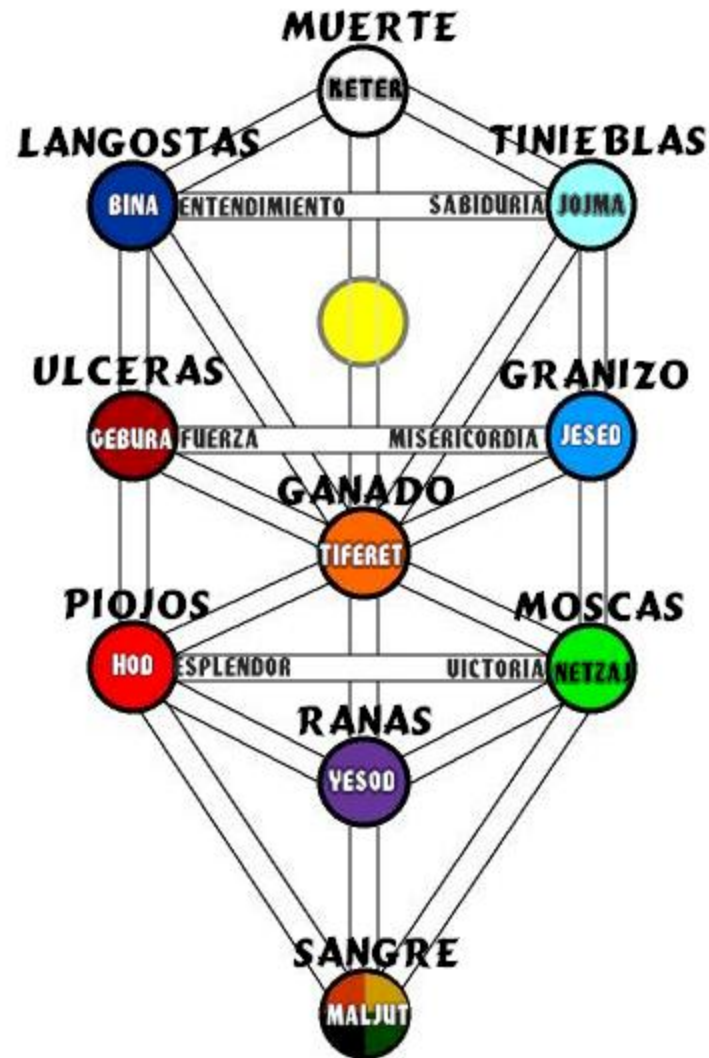 MUERTE
KETER
LANGOSTAS
TINIEBLAS
BINA
ENTENDIMIENTO
SABIDURIA
JOJMA
ULCERAS
GRANIZO
GEBURA
FUERZA
MISERICORDIA
JESED
GANADO
TIFERET
PIOJOS
MOSCAS
HOD
ESPLENDOR
VICTORIA
NETZAJ
RANAS
YESOD
SANGRE
MALJUT